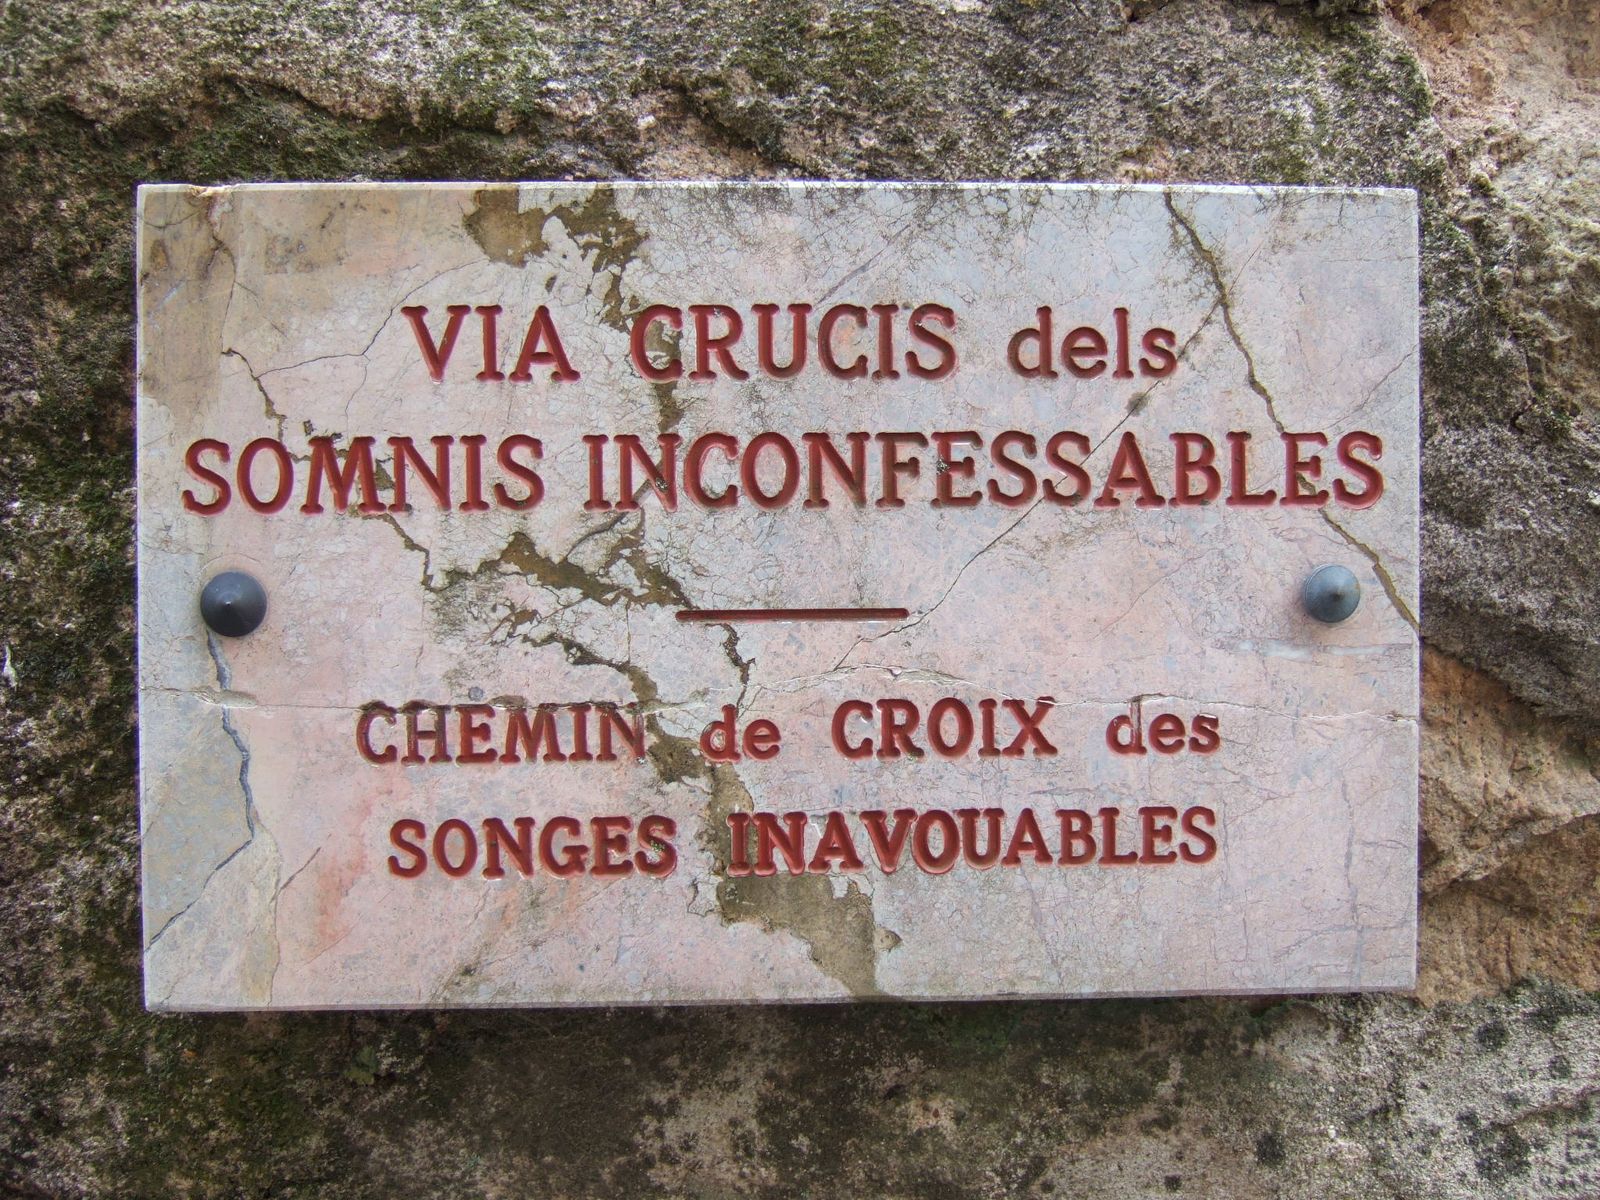 VIA CRUCIS dels
SOMNIS INCONFESSABLES
CHEMIN de CROIX des
SONGES INAVOUABLES